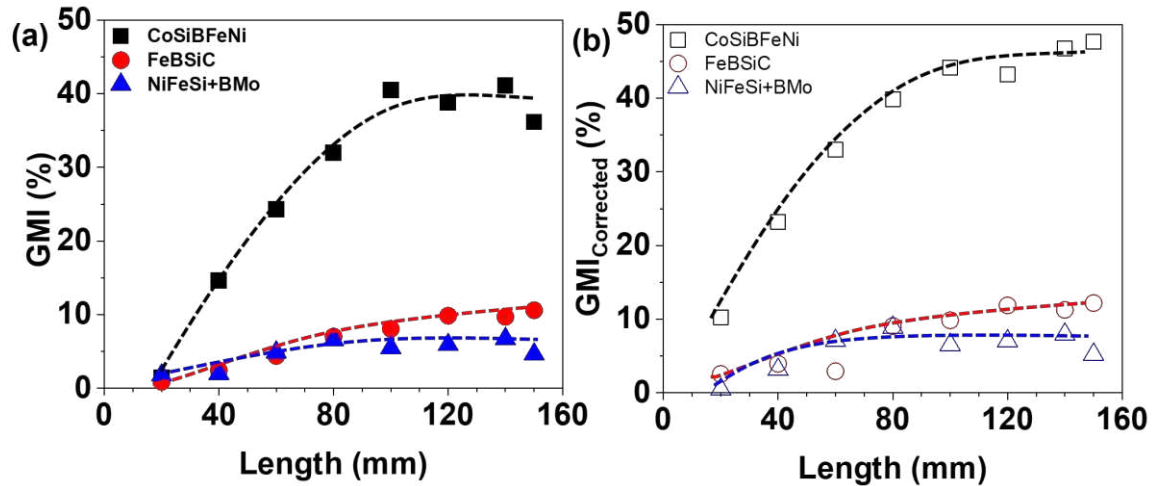 (a)
CoSiBFeNi
FeBSiC
NiFeSi+BMo
GMI (%)
50
40
30
20
10
0
0 40 80 120 160
Length (mm)
(b)
CoSiBFeNi
FeBSiC
NiFeSi+BMo
GMICorrected (%)
50
40
30
20
10
0
0 40 80 120 160
Length (mm)